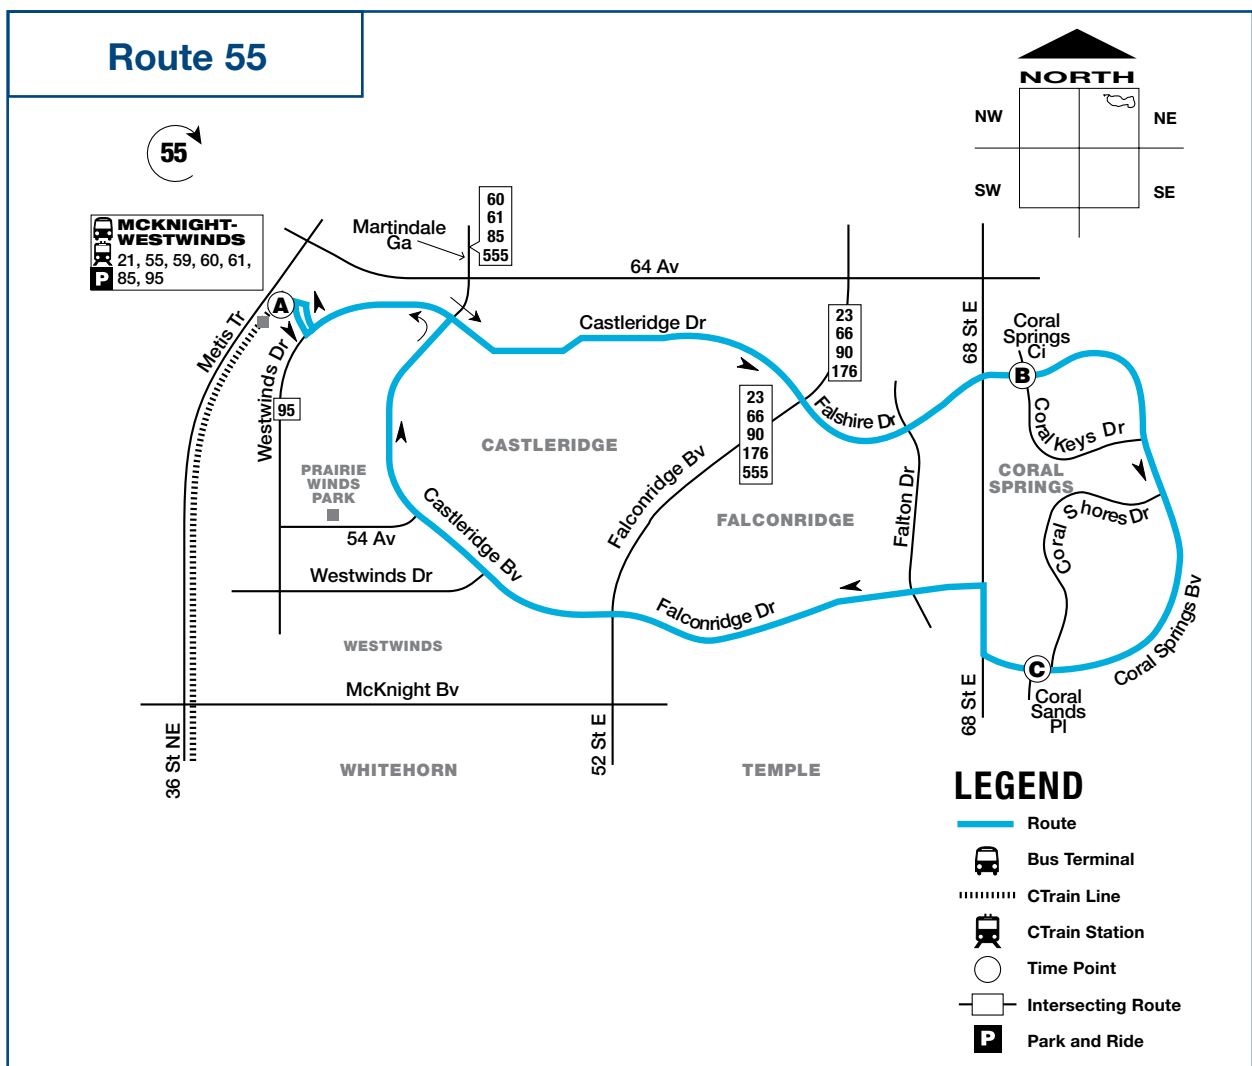 Route 55
NORTH
NW
NE
SW
SE
55
MCKNIGHT-
WESTWINDS
21, 55, 59, 60, 61,
85, 95
P
Martindale
Ga
60
61
85
555
64 Av
A
Metis Tr
Westwinds Dr
95
Castleridge Dr
23
66
90
176
68 St E
Coral
Springs
Ci
B
23
66
90
176
555
Falshire Dr
Coral Keys Dr
CASTLERIDGE
PRAIRIE
WINDS
PARK
Castleridge Bv
Falconridge Bv
FALCONRIDGE
Falton Dr
CORAL
SPRINGS
Coral Shores Dr
54 Av
Westwinds Dr
Falconridge Dr
Coral Springs Bv
WESTWINDS
McKnight Bv
C
Coral
Sands
Pl
68 St E
36 St NE
52 St E
WHITEHORN
TEMPLE
LEGEND
Route
Bus Terminal
CTrain Line
CTrain Station
Time Point
Intersecting Route
P
Park and Ride